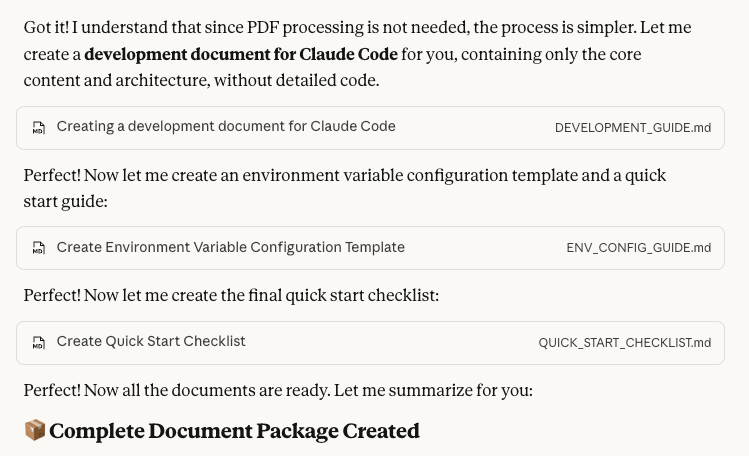 Got it! I understand that since PDF processing is not needed, the process is simpler. Let me
create a development document for Claude Code for you, containing only the core
content and architecture, without detailed code.
MD Creating a development document for Claude Code DEVELOPMENT_GUIDE.md
Perfect! Now let me create an environment variable configuration template and a quick
start guide:
MD Create Environment Variable Configuration Template ENV_CONFIG_GUIDE.md
Perfect! Now let me create the final quick start checklist:
MD Create Quick Start Checklist QUICK_START_CHECKLIST.md
Perfect! Now all the documents are ready. Let me summarize for you:
📦 Complete Document Package Created